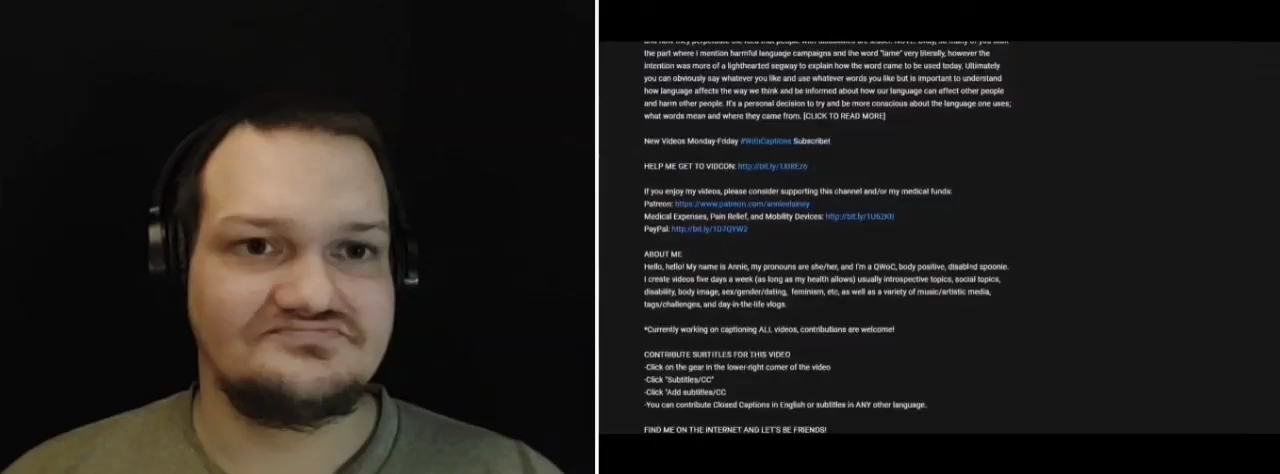 the part where I mention harmful language campaigns and the word "lame" very literally, however the
intention was more of a lighthearted segway to explain how the word came to be used today. Ultimately
you can obviously say whatever you like and use whatever words you like but is important to understand
how language affects the way we think and be informed about how our language can affect other people
and harm other people. It's a personal decision to try and be more conscious about the language one uses;
what words mean and where they came from. [CLICK TO READ MORE]
New Videos Monday-Friday #WithCaptions Subscribe!
HELP ME GET TO VIDCON:
If you enjoy my videos, please consider supporting this channel and/or my medical funds:
Patreon: https://www.patreon.com/annieelainey
Medical Expenses, Pain Relief, and Mobility Devices:
PayPal: http://bit.ly/1D7QYW2
ABOUT ME
Hello, hello! My name is Annie, my pronouns are she/her, and I'm a QWoC, body positive, disabled spoonie.
I create videos five days a week (as long as my health allows) usually introspective topics, social topics,
disability, body image, sex/gender/dating, feminism, etc, as well as a variety of music/artistic media,
tags/challenges, and day-in-the-life vlogs.
*Currently working on captioning ALL videos, contributions are welcome!
CONTRIBUTE SUBTITLES FOR THIS VIDEO
-Click on the gear in the lower-right corner of the video
-Click "Subtitles/CC"
-Click "Add subtitles/CC
-You can contribute Closed Captions in English or subtitles in ANY other language.
FIND ME ON THE INTERNET AND LET'S BE FRIENDS!